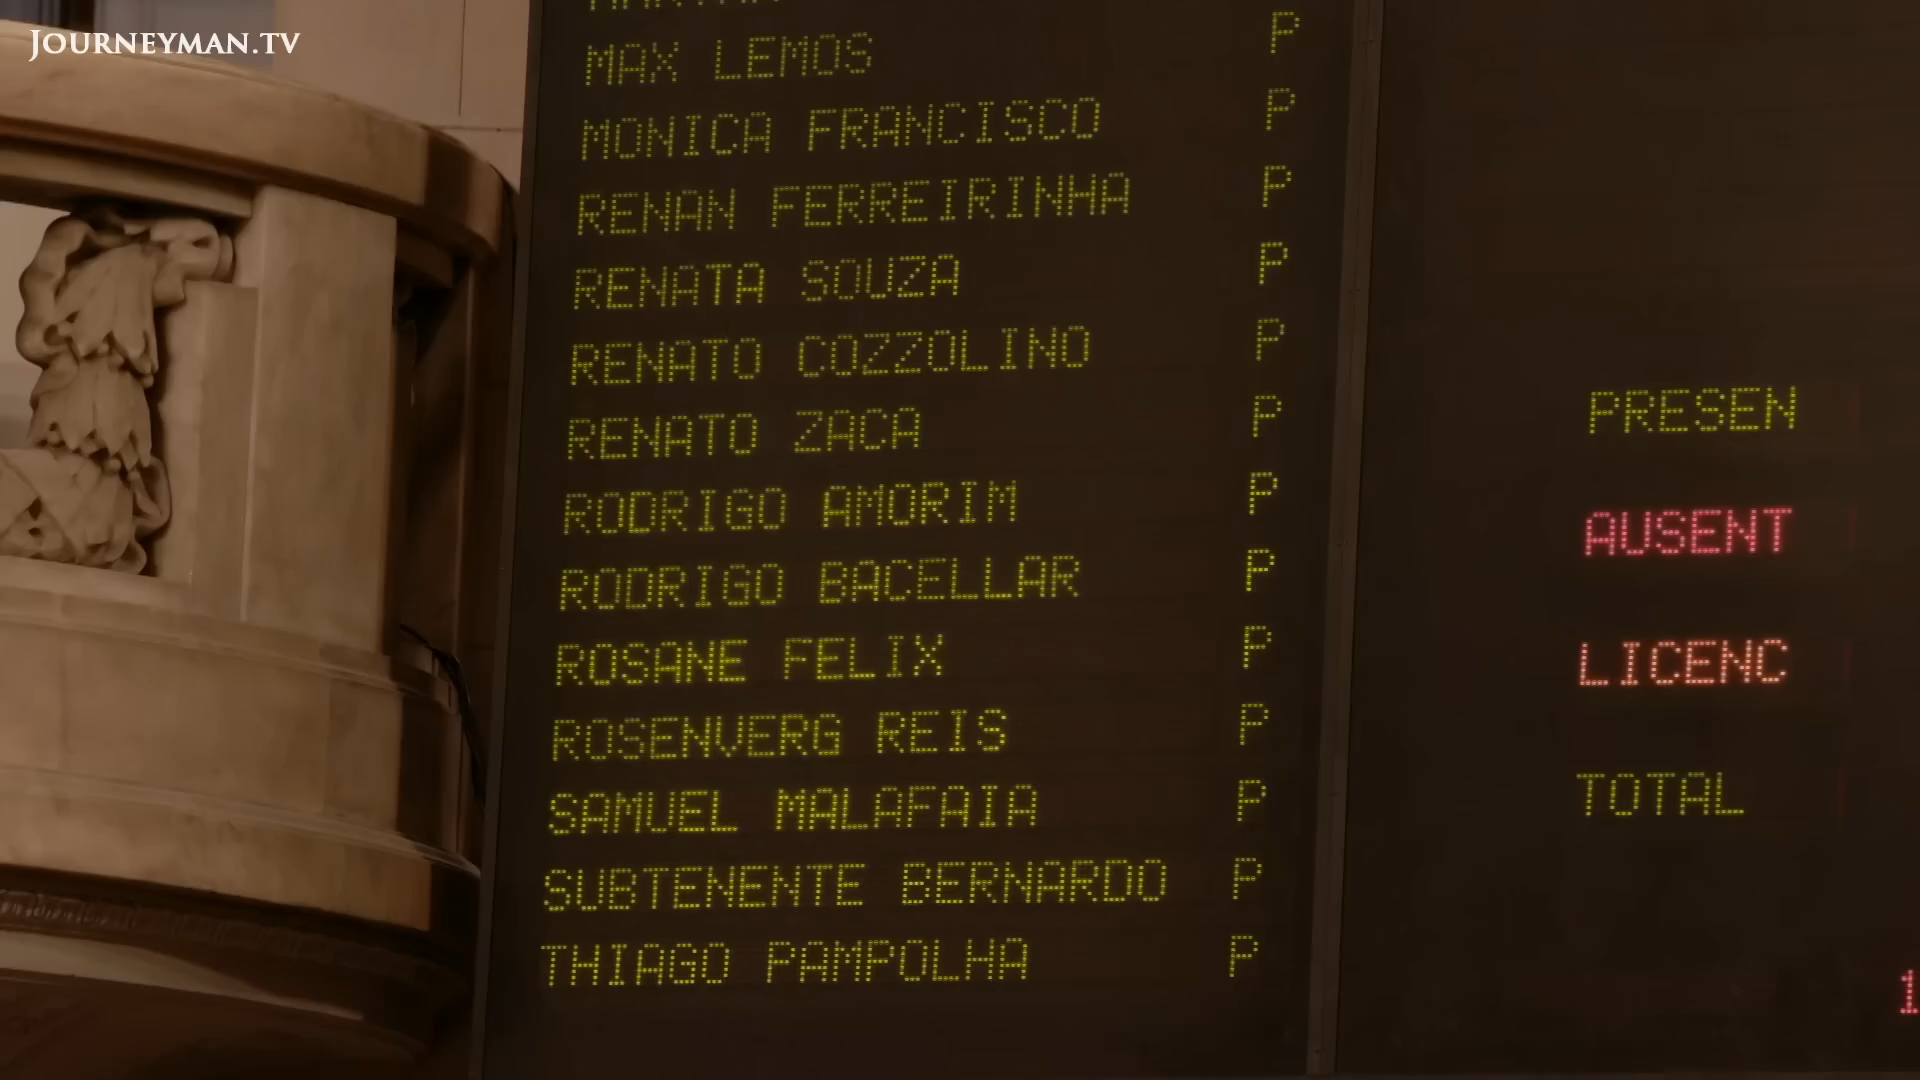 JOURNEYMAN.TV
MAX LEMOS P
MONICA FRANCISCO P
RENAN FERREIRINHA P
RENATA SOUZA P
RENATO COZZOLINO P
RENATO ZACA P
RODRIGO AMORIM P
RODRIGO BACELLAR P
ROSANE FELIX P
ROSENVERG REIS P
SAMUEL MALAFAIA P
SUBTENENTE BERNARDO P
THIAGO PAMPOLHA P
PRESEN
AUSENT
LICENC
TOTAL
1